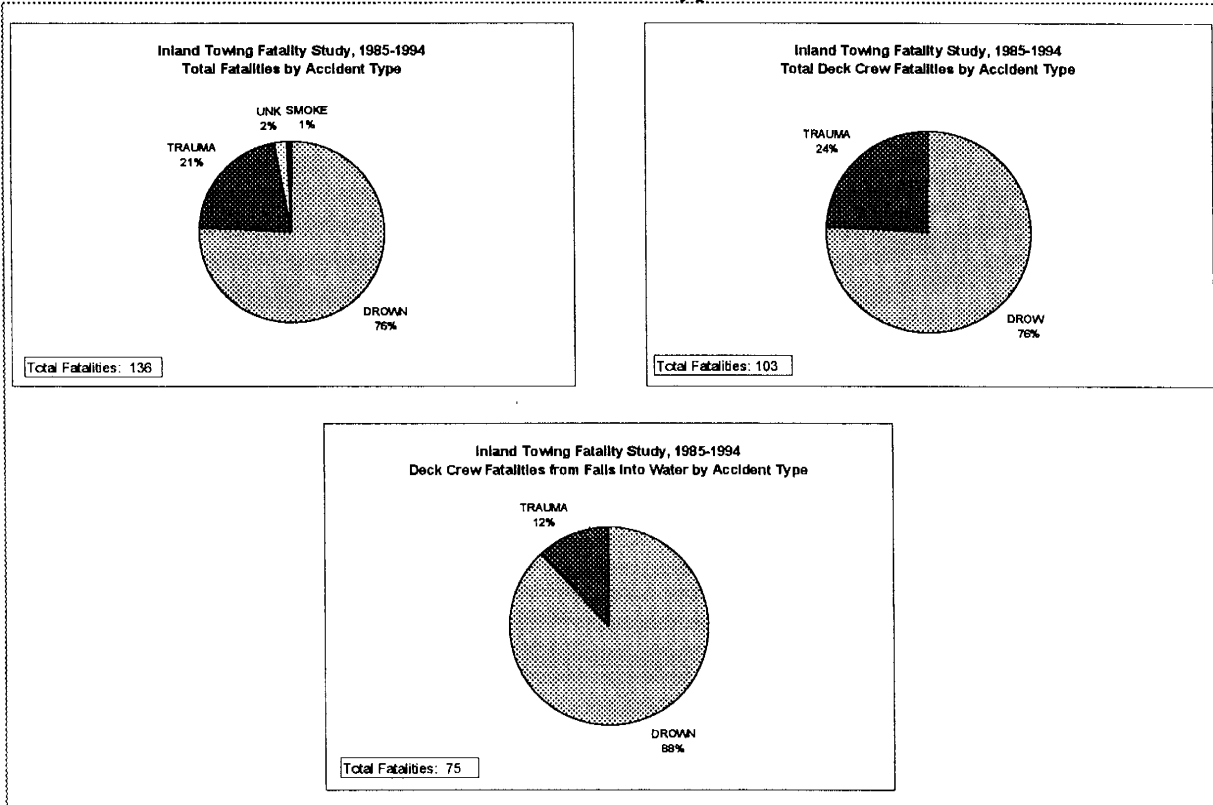 Inland Towing Fatality Study, 1985-1994
Total Fatalities by Accident Type
UNK SMOKE
2% 1%
TRAUMA
21%
DROWN
76%
Total Fatalities: 136
Inland Towing Fatality Study, 1985-1994
Total Deck Crew Fatalities by Accident Type
TRAUMA
24%
DROW
76%
Total Fatalities: 103
Inland Towing Fatality Study, 1985-1994
Deck Crew Fatalities from Falls Into Water by Accident Type
TRAUMA
12%
DROWN
88%
Total Fatalities: 75